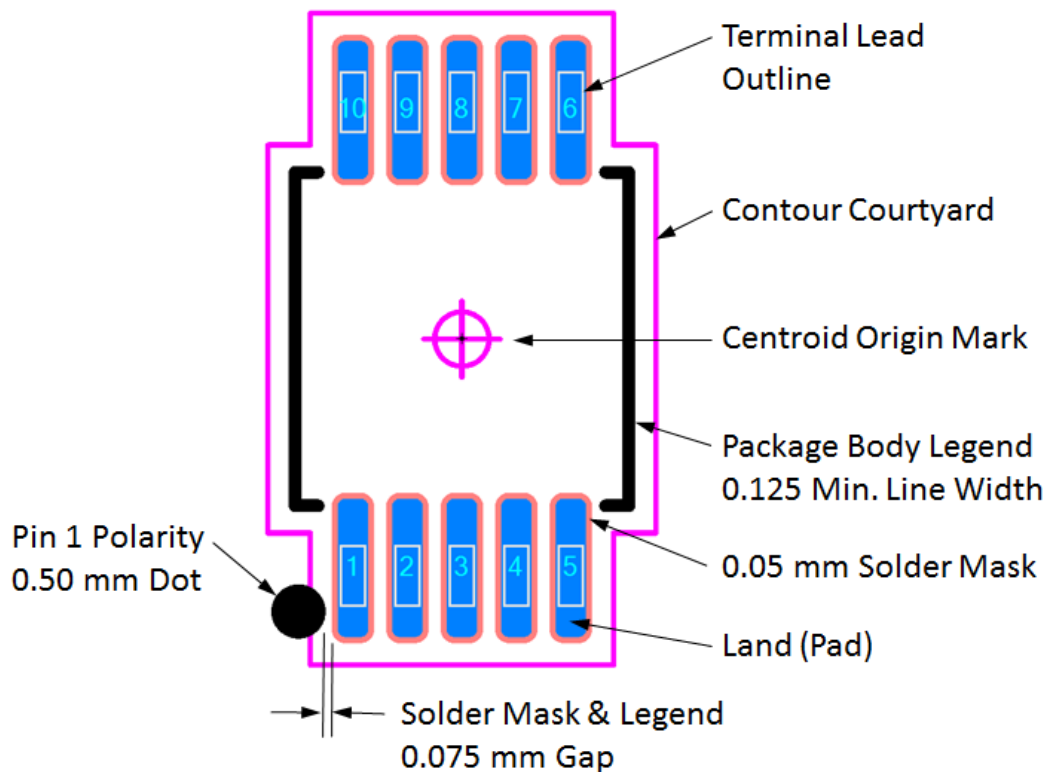 Terminal Lead
Outline
10 9 8 7 6
Contour Courtyard
Centroid Origin Mark
Package Body Legend
0.125 Min. Line Width
Pin 1 Polarity
0.50 mm Dot
1 2 3 4 5
0.05 mm Solder Mask
Land (Pad)
Solder Mask & Legend
0.075 mm Gap